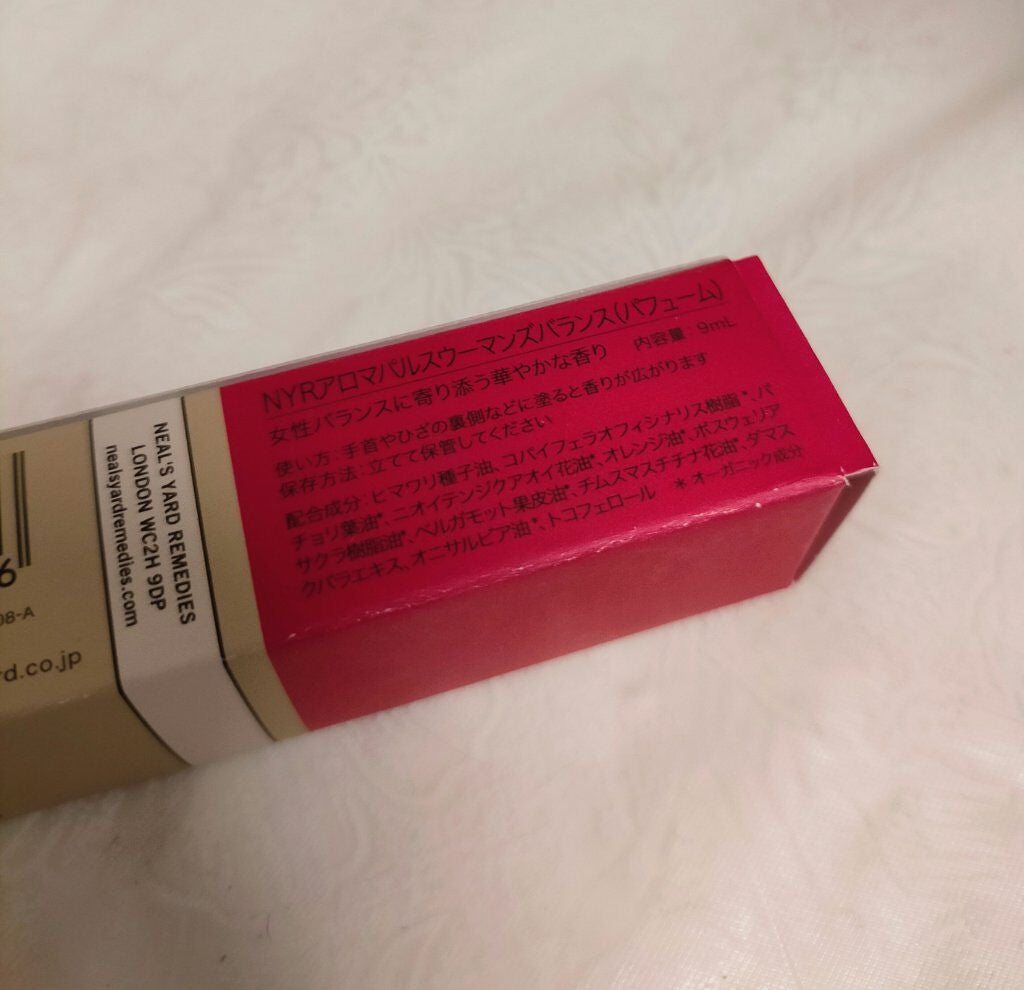 NYRアロマパルスウーマンズバランス(パフューム)
女性バランスに寄り添う華やかな香り 内容量:9mL
使い方:手首やひざの裏側などに塗ると香りが広がります
保存方法:立てて保管してください
配合成分:ヒマワリ種子油、コパイフェラオフィシナリス樹脂*、パ
チョリ葉油*、ニオイテンジクアオイ花油*、オレンジ油*、ボスウェリア
サクラ樹脂油*、ベルガモット果皮油*、チムスマスチチナ花油*、ダマス
クバラエキス、オニサルビア油*、トコフェロール *オーガニック成分
NEAL'S YARD REMEDIES
LONDON WC2H 9DP
nealsyardremedies.com
6
08-A
rd.co.jp